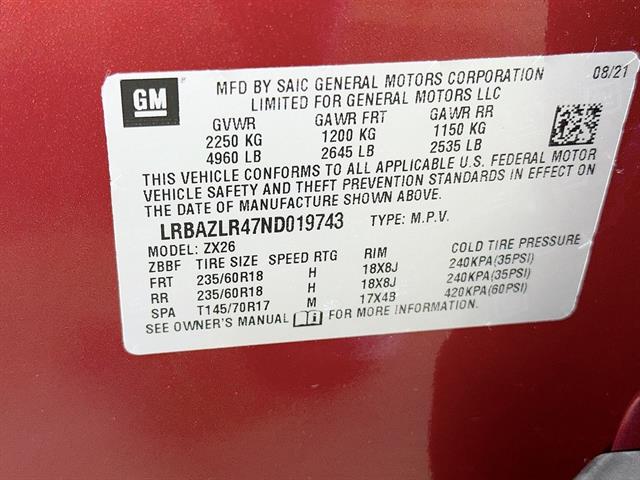 GM
MFD BY SAIC GENERAL MOTORS CORPORATION 08/21
LIMITED FOR GENERAL MOTORS LLC
GVWR GAWR FRT GAWR RR
2250 KG 1200 KG 1150 KG
4960 LB 2645 LB 2535 LB
THIS VEHICLE CONFORMS TO ALL APPLICABLE U.S. FEDERAL MOTOR
VEHICLE SAFETY AND THEFT PREVENTION STANDARDS IN EFFECT ON
THE DATE OF MANUFACTURE SHOWN ABOVE.
LRBAZLR47ND019743 TYPE: M.P.V.
MODEL: ZX26
ZBBF TIRE SIZE SPEED RTG RIM COLD TIRE PRESSURE
FRT 235/60R18 H 18X8J 240KPA(35PSI)
RR 235/60R18 H 18X8J 240KPA(35PSI)
SPA T145/70R17 M 17X4B 420KPA(60PSI)
SEE OWNER'S MANUAL FOR MORE INFORMATION.